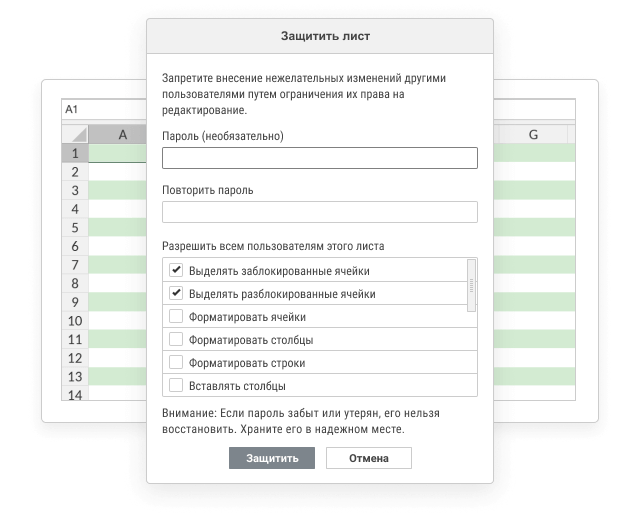 Защитить лист
Запретите внесение нежелательных изменений другими
пользователями путем ограничения их права на
редактирование.
A1
Пароль (необязательно)
A
G
1
2
3
Повторить пароль
4
5
6
Разрешить всем пользователям этого листа
7
Выделять заблокированные ячейки
8
Выделять разблокированные ячейки
9
10
Форматировать ячейки
11
Форматировать столбцы
12
Форматировать строки
13
Вставлять столбцы
14
Внимание: Если пароль забыт или утерян, его нельзя
восстановить. Храните его в надежном месте.
Защитить
Отмена